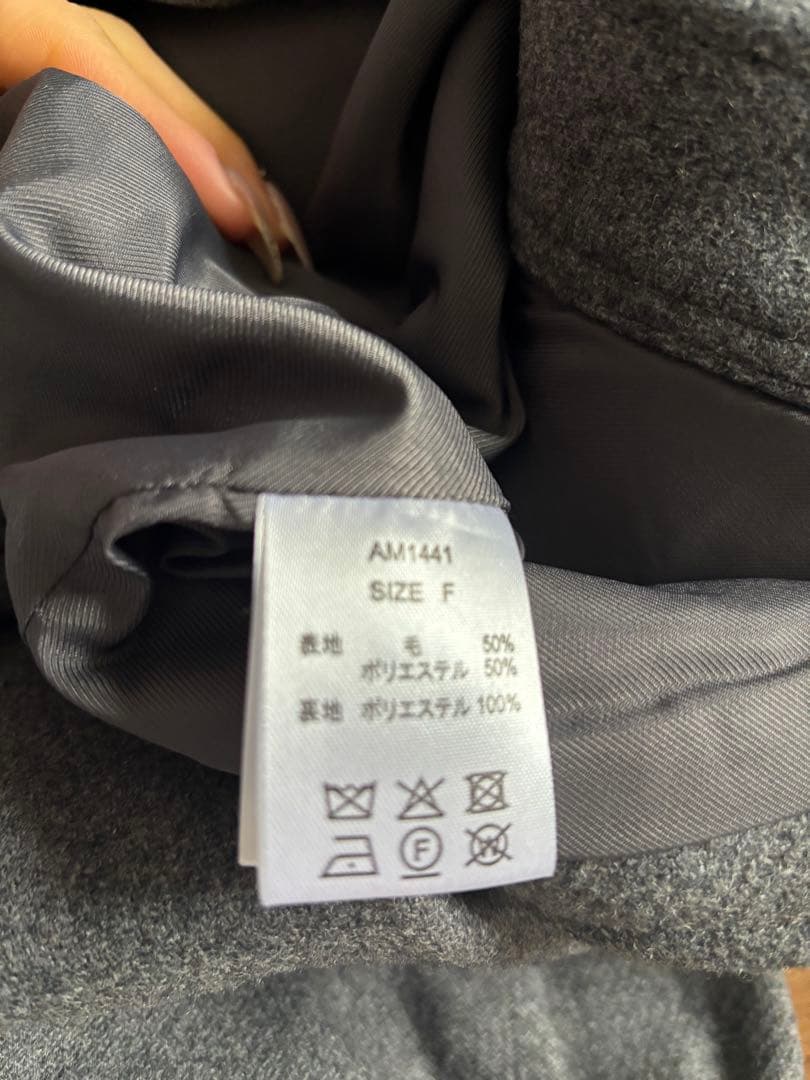 AM1441
SIZE F
表地 毛 50%
ポリエステル 50%
裏地 ポリエステル 100%
F
W